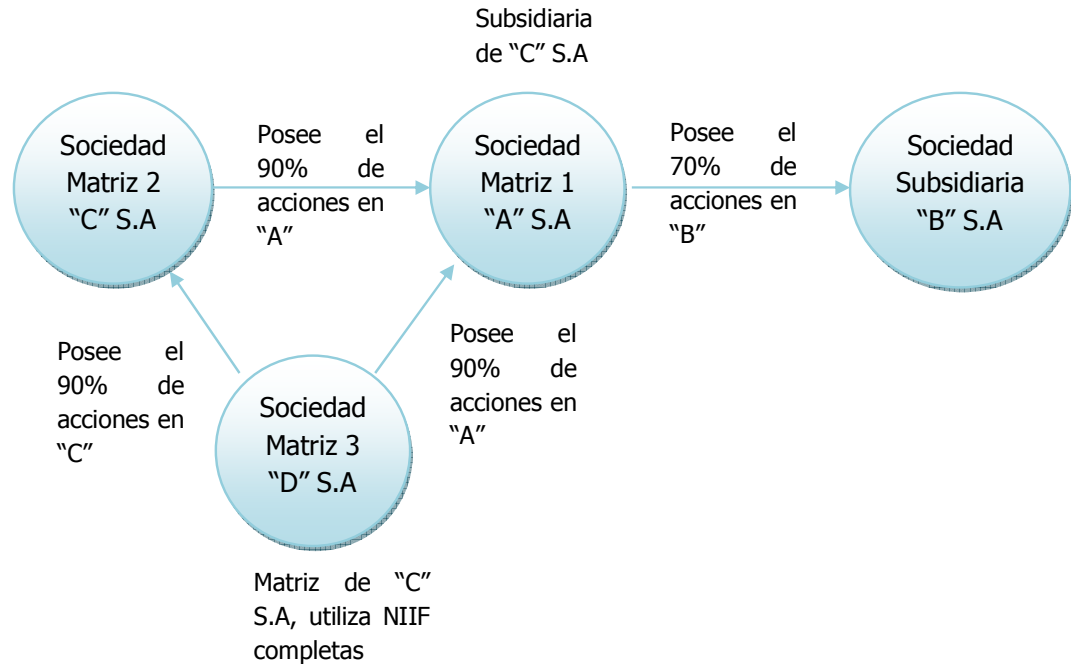 Subsidiaria
de “C” S.A
Sociedad
Matriz 2
“C” S.A
Posee el
90% de
acciones en
“A”
Sociedad
Matriz 1
“A” S.A
Posee el
70% de
acciones en
“B”
Sociedad
Subsidiaria
“B” S.A
Posee el
90% de
acciones en
“C”
Sociedad
Matriz 3
“D” S.A
Posee el
90% de
acciones en
“A”
Matriz de “C”
S.A, utiliza NIIF
completas